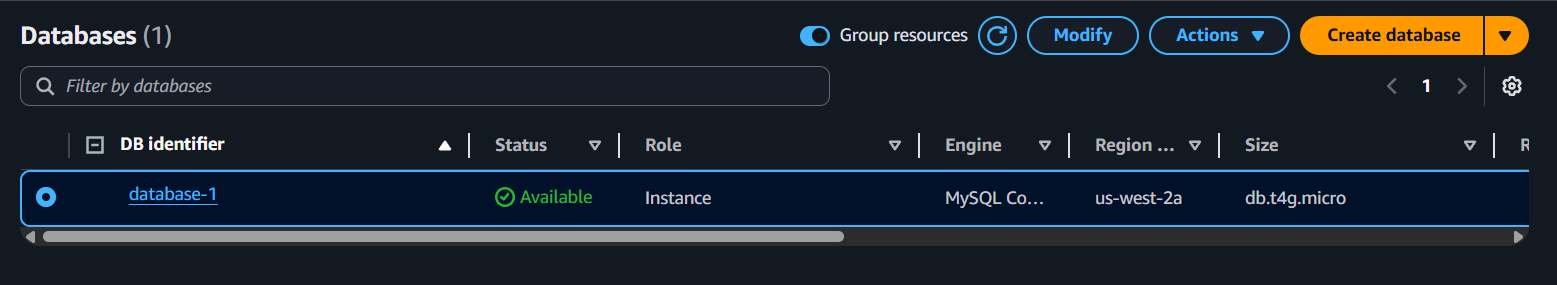 Databases (1) Group resources Modify Actions Create database
Filter by databases 1
DB identifier Status Role Engine Region ... Size R
database-1 Available Instance MySQL Co... us-west-2a db.t4g.micro